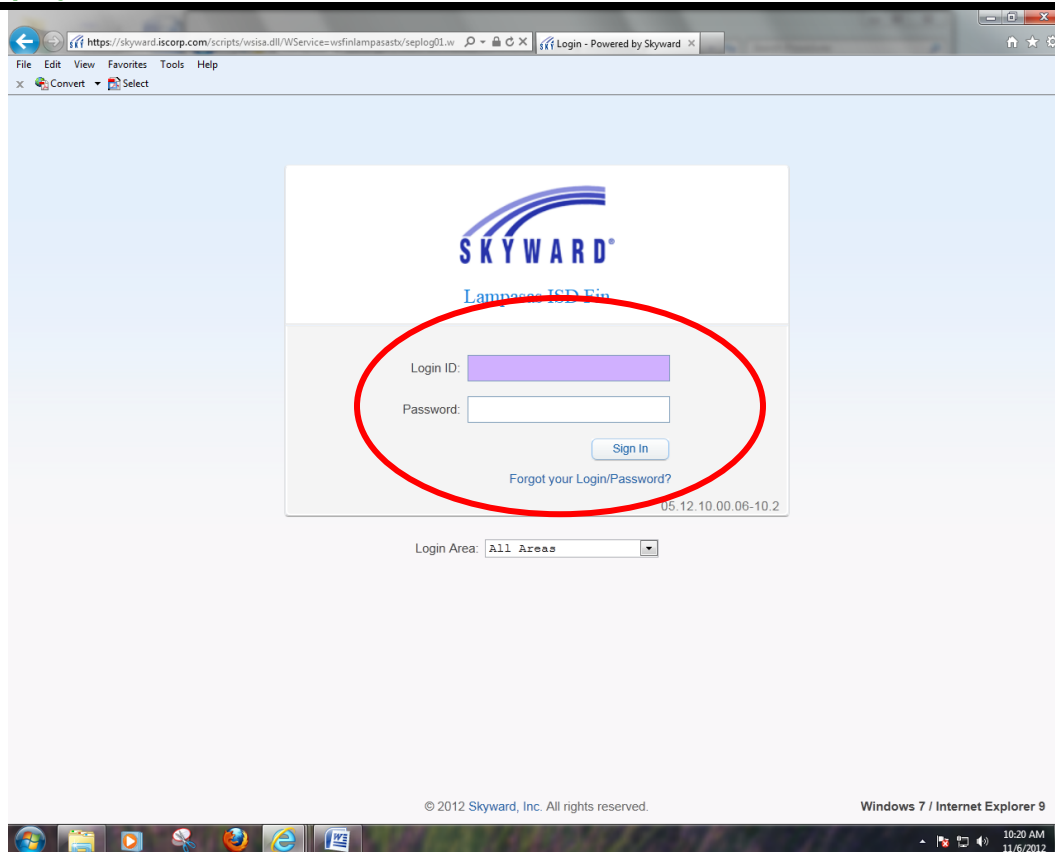 https://skyward.iscorp.com/scripts/wsisa.dll/WService=wsfinlampasastx/seplog01.w
Login - Powered by Skyward
File Edit View Favorites Tools Help
x Convert Select
SKYWARD®
Lampasas ISD Fin
Login ID:
Password:
Sign In
Forgot your Login/Password?
05.12.10.00.06-10.2
Login Area: All Areas
© 2012 Skyward, Inc. All rights reserved.
Windows 7 / Internet Explorer 9
10:20 AM
11/6/2012